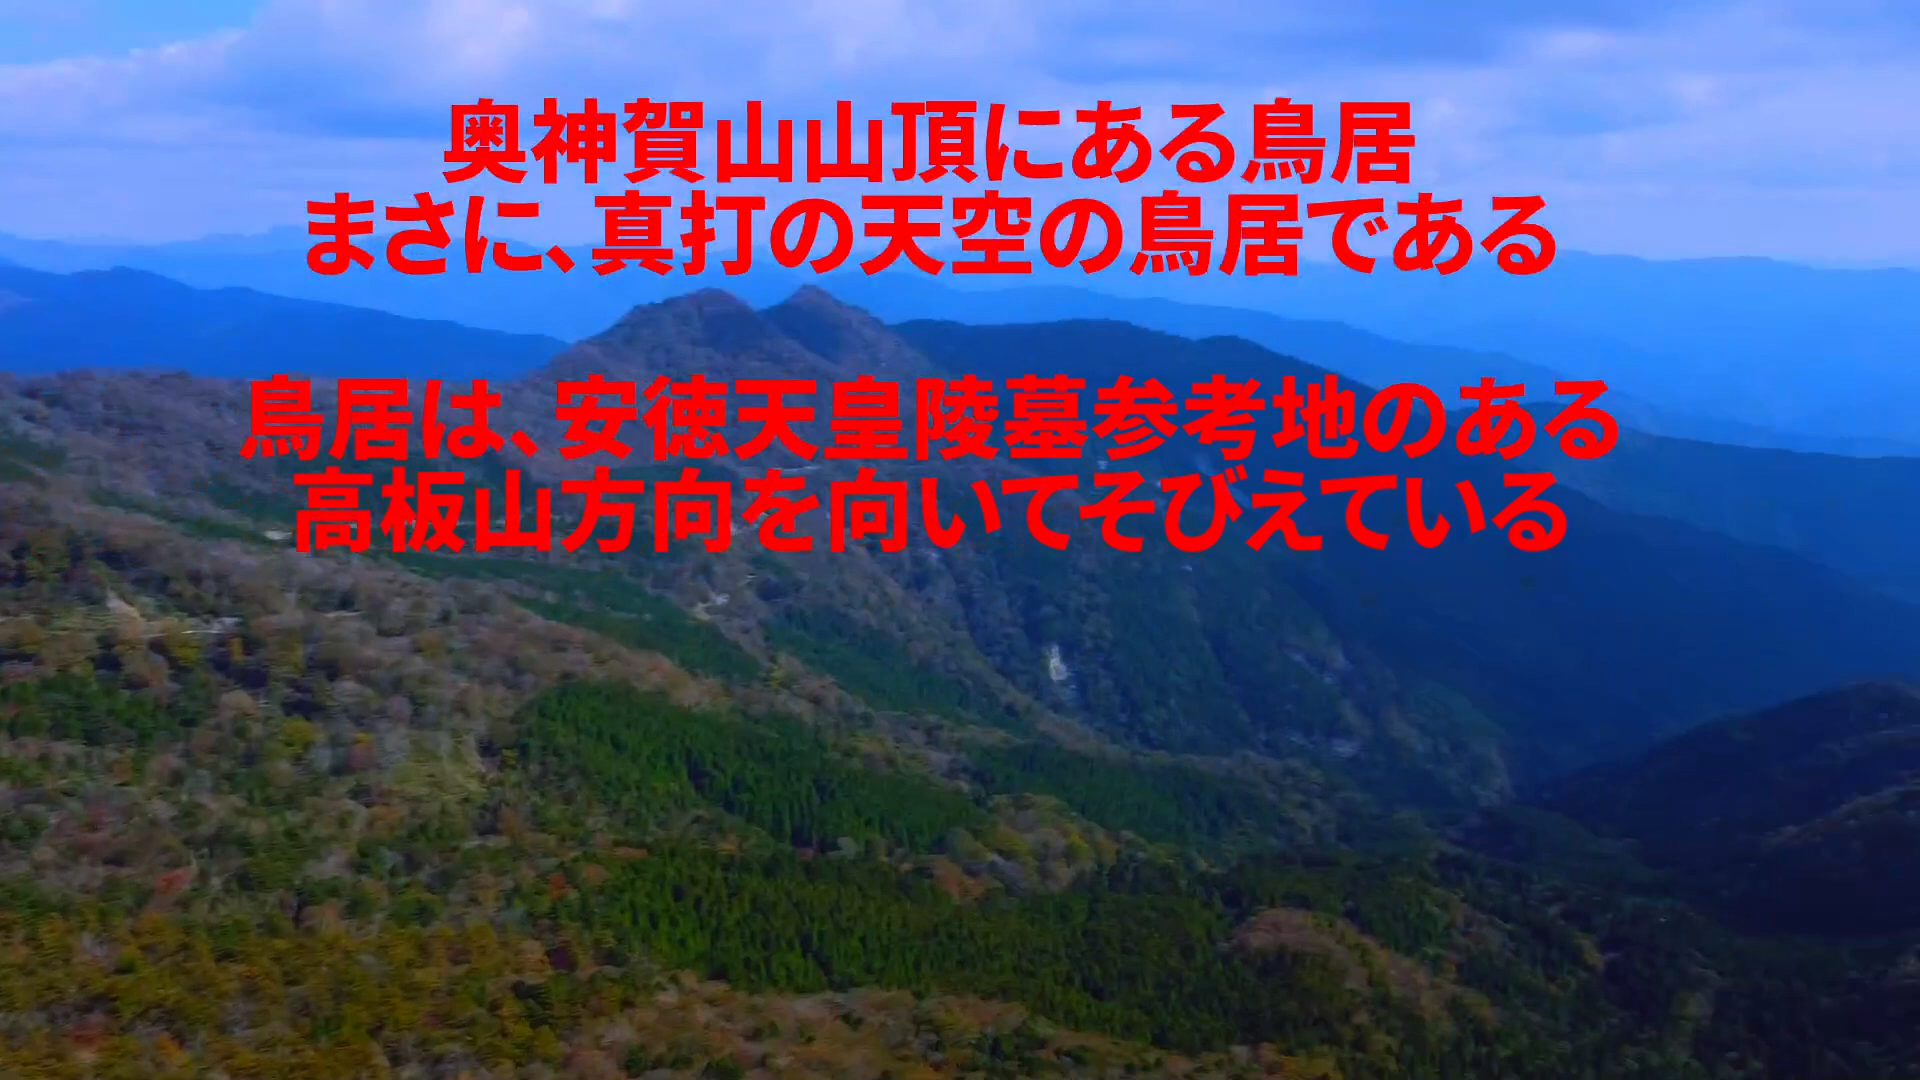 奥神賀山山頂にある鳥居
まさに、真打の天空の鳥居である
鳥居は、安徳天皇陵墓参考地のある
高板山方向を向いてそびえている